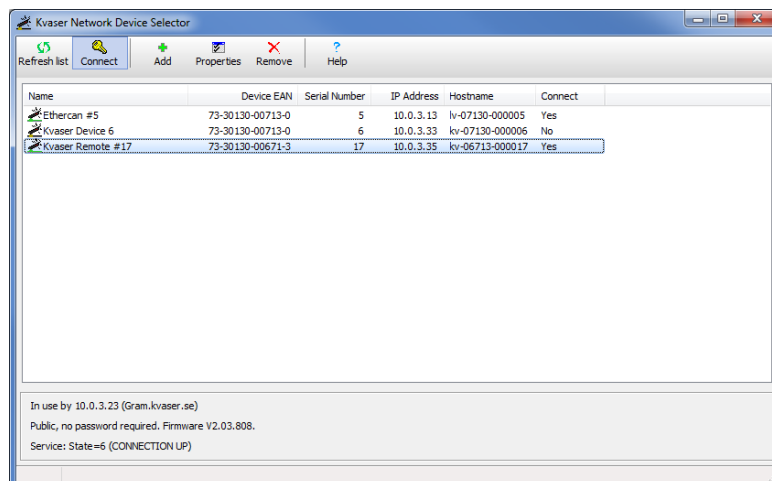 Kvaser Network Device Selector
Refresh list Connect Add Properties Remove Help
Name Device EAN Serial Number IP Address Hostname Connect
Ethercan #5 73-30130-00713-0 5 10.0.3.13 lv-07130-000005 Yes
Kvaser Device 6 73-30130-00713-0 6 10.0.3.33 kv-07130-000006 No
Kvaser Remote #17 73-30130-00671-3 17 10.0.3.35 kv-06713-000017 Yes
In use by 10.0.3.23 (Gram.kvaser.se)
Public, no password required. Firmware V2.03.808.
Service: State=6 (CONNECTION UP)